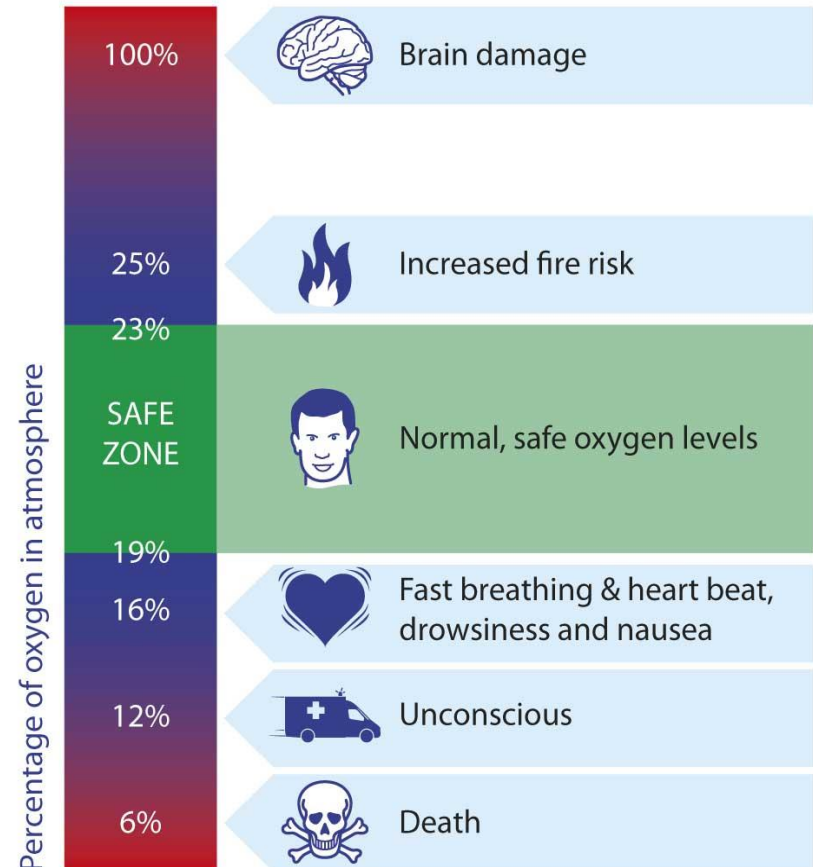 100%
Brain damage
25%
Increased fire risk
23%
SAFE
ZONE
Normal, safe oxygen levels
19%
16%
Fast breathing & heart beat,
drowsiness and nausea
12%
Unconscious
6%
Death
Percentage of oxygen in atmosphere